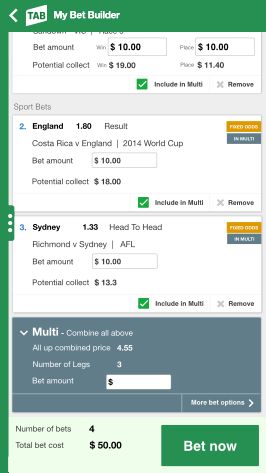 TAB My Bet Builder
Bet amount Win $ 10.00 Place $ 10.00
Potential collect Win $ 19.00 Place $ 11.40
Include in Multi Remove
Sport Bets
2. England 1.80 Result FIXED ODDS
IN MULTI
Costa Rica v England | 2014 World Cup
Bet amount $ 10.00
Potential collect $ 18.00
Include in Multi Remove
3. Sydney 1.33 Head To Head FIXED ODDS
IN MULTI
Richmond v Sydney | AFL
Bet amount $ 10.00
Potential collect $ 13.3
Include in Multi Remove
Multi - Combine all above
All up combined price 4.55
Number of Legs 3
Bet amount $
More bet options
Number of bets 4
Total bet cost $ 50.00
Bet now